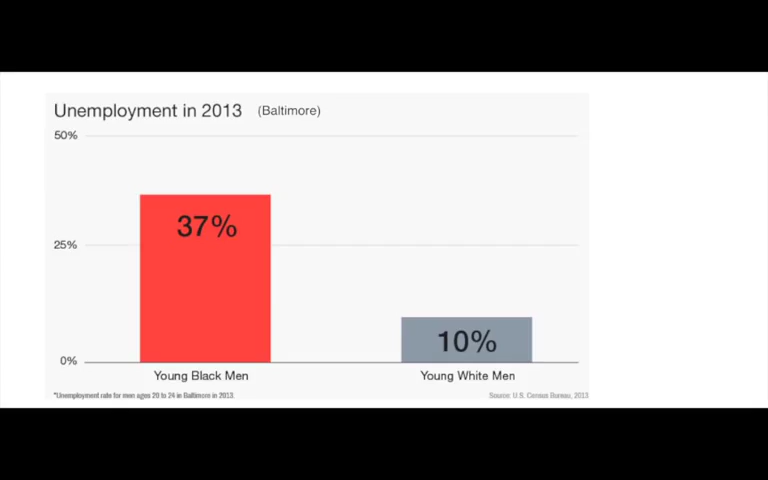 Unemployment in 2013 (Baltimore)
50%
37%
25%
10%
0%
Young Black Men Young White Men
*Unemployment rate for men ages 20 to 24 in Baltimore in 2013. Source: U.S. Census Bureau, 2013